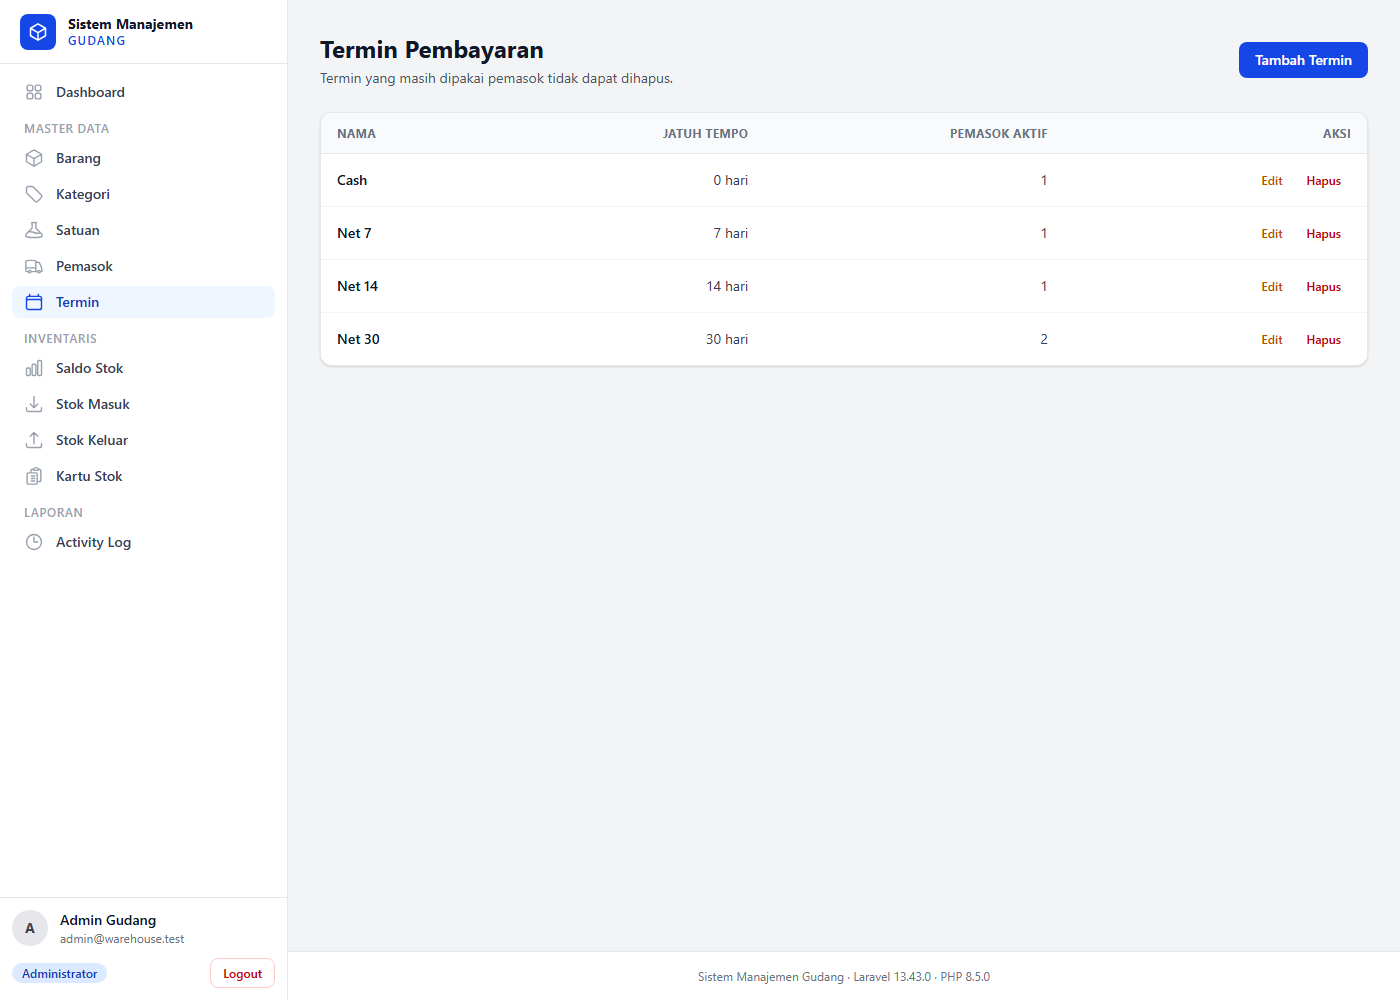 Sistem Manajemen
GUDANG
Dashboard
MASTER DATA
Barang
Kategori
Satuan
Pemasok
Termin
INVENTARIS
Saldo Stok
Stok Masuk
Stok Keluar
Kartu Stok
LAPORAN
Activity Log
A
Admin Gudang
admin@warehouse.test
Administrator
Logout
Termin Pembayaran
Termin yang masih dipakai pemasok tidak dapat dihapus.
Tambah Termin
NAMA JATUH TEMPO PEMASOK AKTIF AKSI
Cash 0 hari 1 Edit Hapus
Net 7 7 hari 1 Edit Hapus
Net 14 14 hari 1 Edit Hapus
Net 30 30 hari 2 Edit Hapus
Sistem Manajemen Gudang · Laravel 13.43.0 · PHP 8.5.0